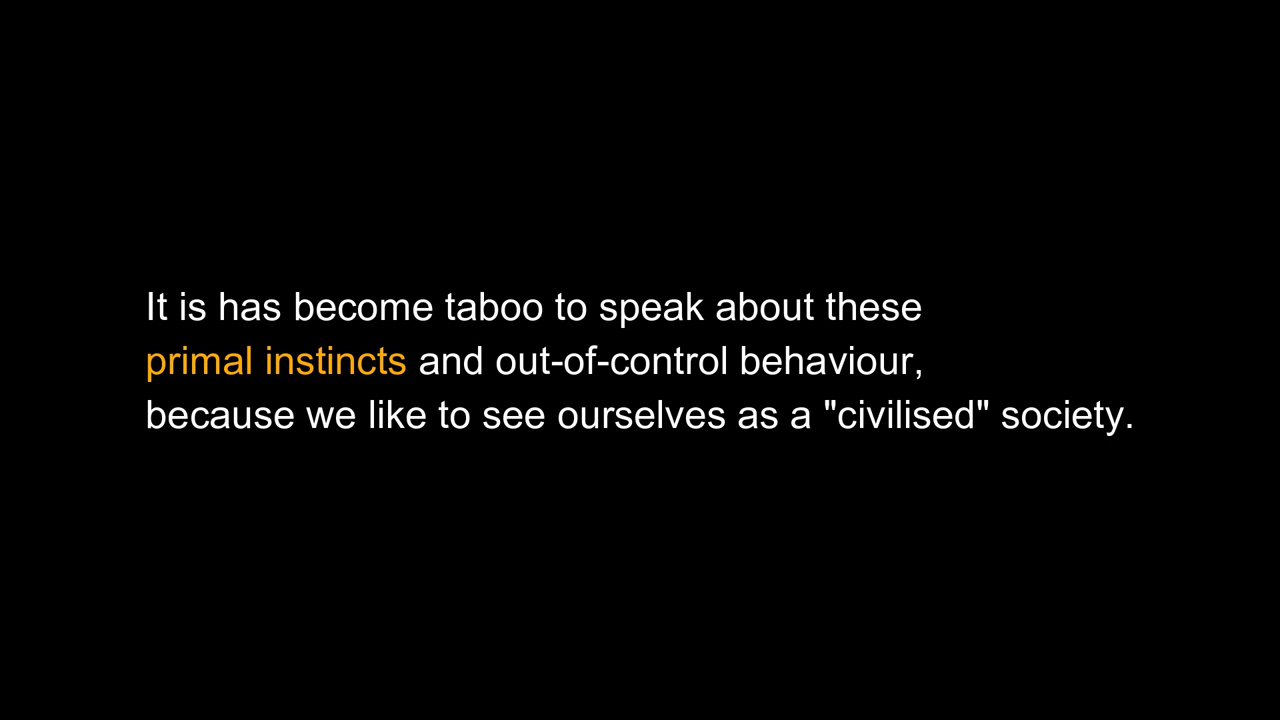 It is has become taboo to speak about these
primal instincts and out-of-control behaviour,
because we like to see ourselves as a "civilised" society.